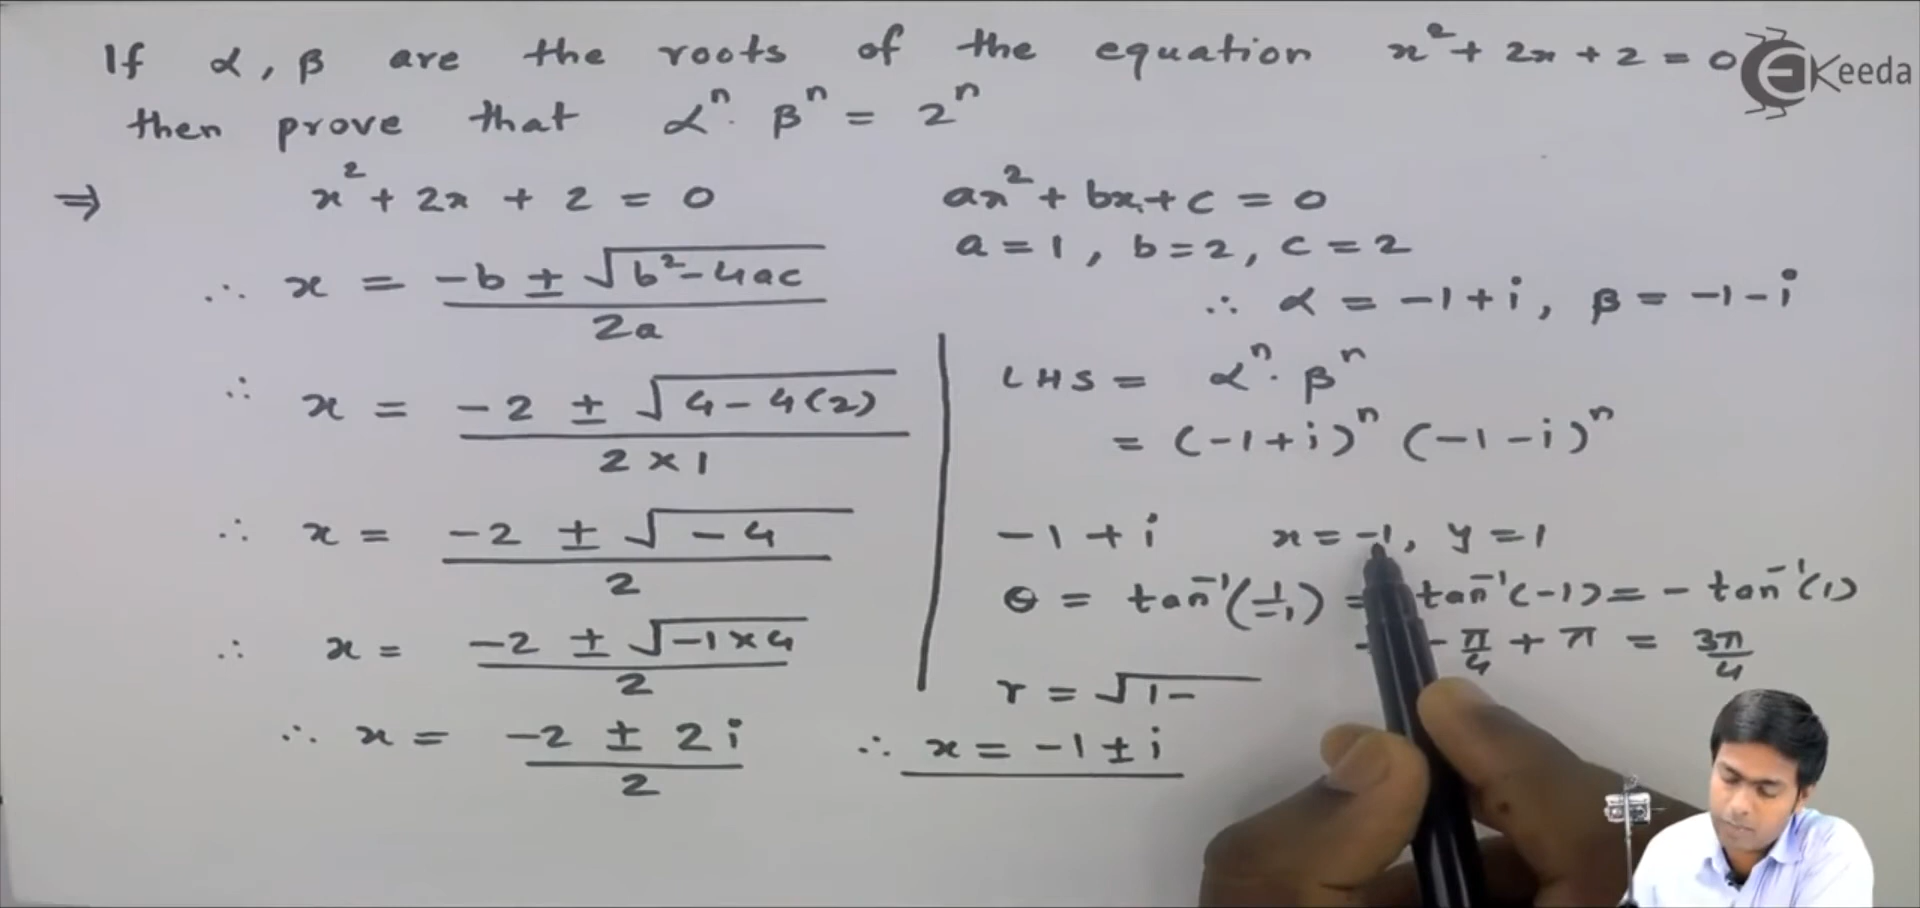 If α, β are the roots of the equation x² + 2x + 2 = 0
EKeeda
then prove that αⁿ · βⁿ = 2ⁿ
⇒ x² + 2x + 2 = 0
∴ x = (-b ± √(b² - 4ac)) / 2a
∴ x = (-2 ± √(4 - 4(2))) / (2 × 1)
∴ x = (-2 ± √(-4)) / 2
∴ x = (-2 ± √(-1 × 4)) / 2
∴ x = (-2 ± 2i) / 2
∴ x = -1 ± i
ax² + bx + c = 0
a = 1, b = 2, c = 2
∴ α = -1 + i, β = -1 - i
LHS = αⁿ · βⁿ
= (-1 + i)ⁿ (-1 - i)ⁿ
-1 + i x = -1, y = 1
θ = tan⁻¹(1/-1) = tan⁻¹(-1) = - tan⁻¹(1)
- π/4 + π = 3π/4
r = √(1 -